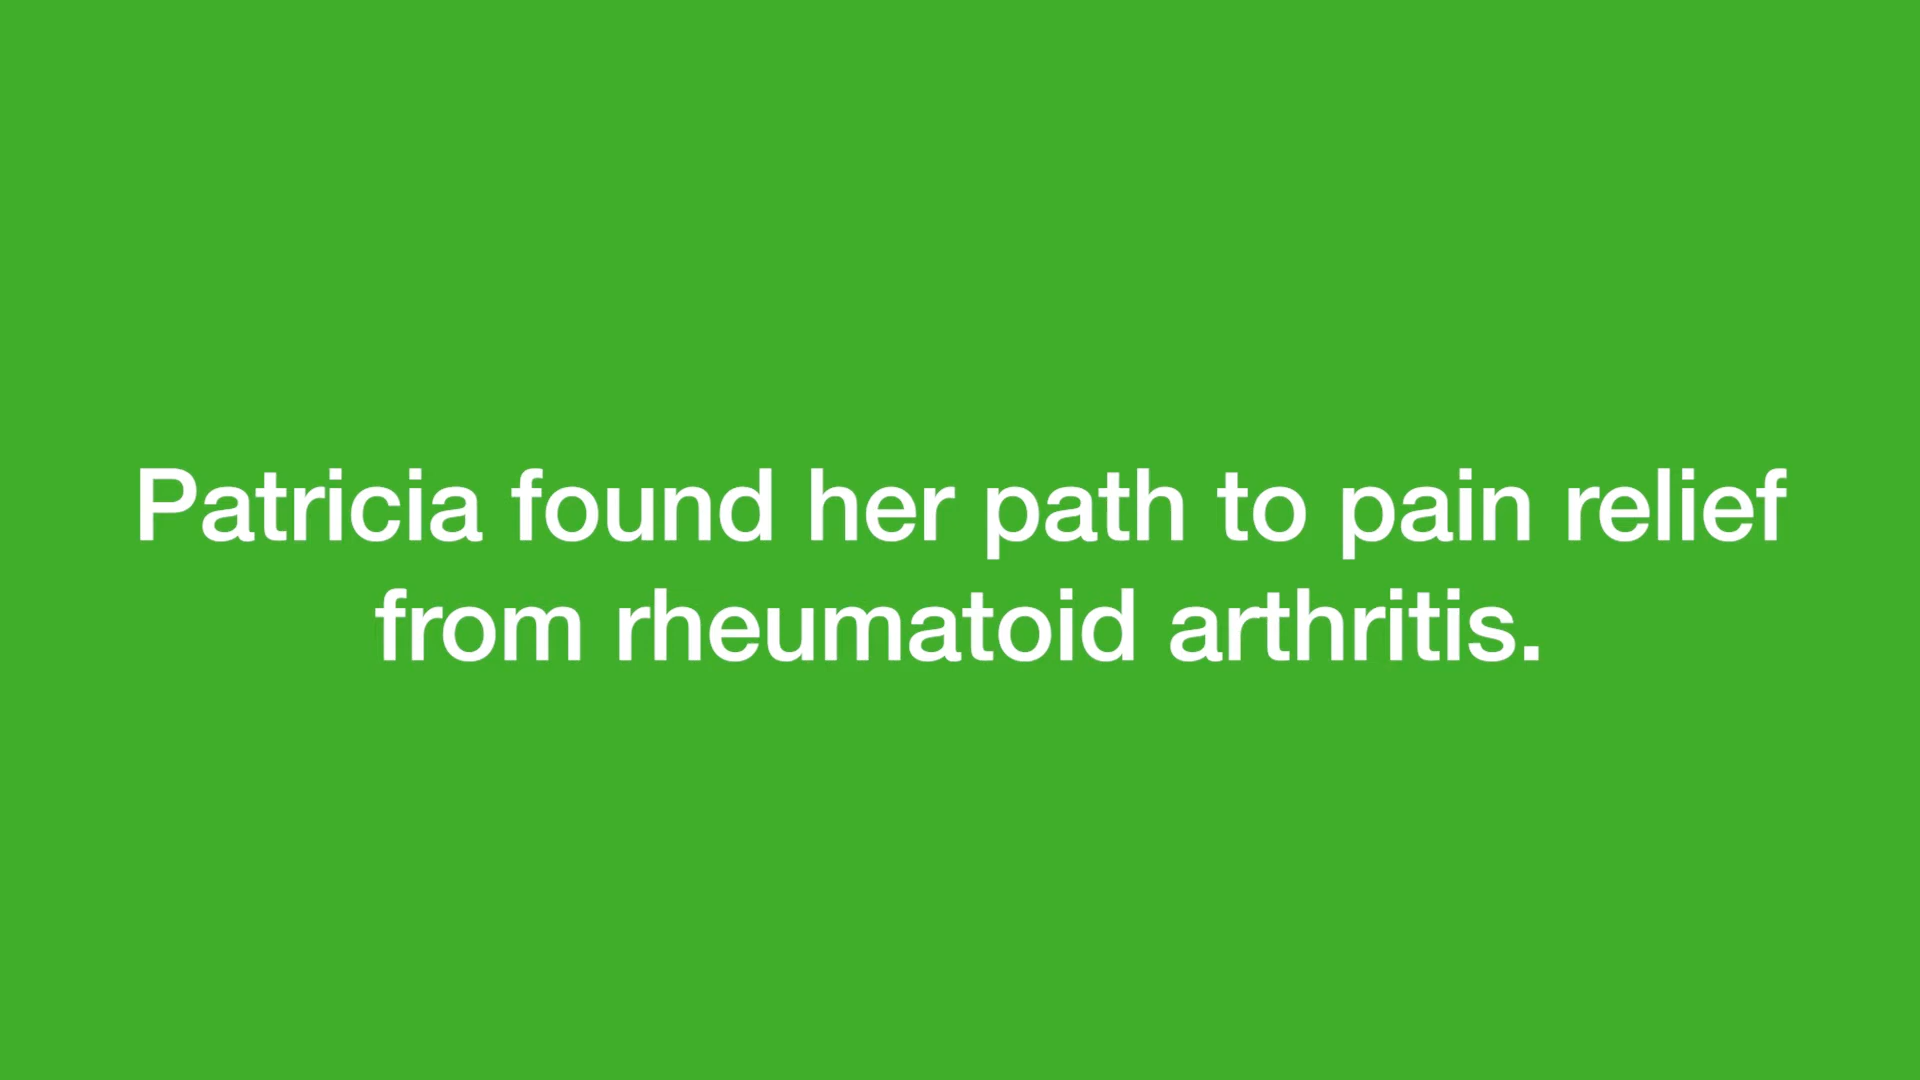 Patricia found her path to pain relief
from rheumatoid arthritis.